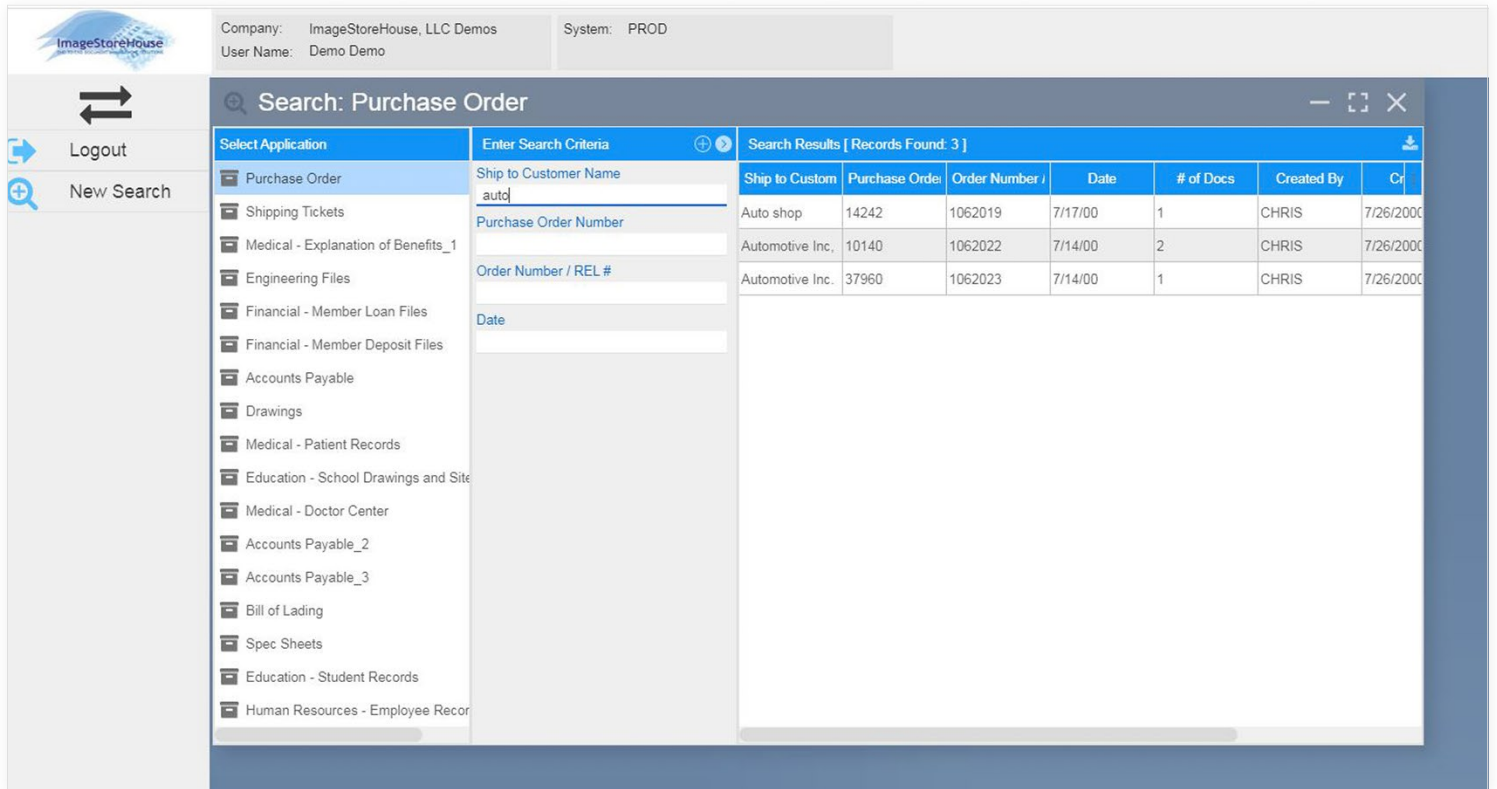 ImageStoreHouse
Company: ImageStoreHouse, LLC Demos
User Name: Demo Demo
System: PROD
Logout
New Search
Search: Purchase Order
Select Application
Purchase Order
Shipping Tickets
Medical - Explanation of Benefits_1
Engineering Files
Financial - Member Loan Files
Financial - Member Deposit Files
Accounts Payable
Drawings
Medical - Patient Records
Education - School Drawings and Site
Medical - Doctor Center
Accounts Payable_2
Accounts Payable_3
Bill of Lading
Spec Sheets
Education - Student Records
Human Resources - Employee Recor
Enter Search Criteria
Ship to Customer Name
auto
Purchase Order Number
Order Number / REL #
Date
Search Results [ Records Found: 3 ]
Ship to Custom Purchase Order Order Number / Date # of Docs Created By Cr
Auto shop 14242 1062019 7/17/00 1 CHRIS 7/26/2000
Automotive Inc, 10140 1062022 7/14/00 2 CHRIS 7/26/2000
Automotive Inc. 37960 1062023 7/14/00 1 CHRIS 7/26/2000